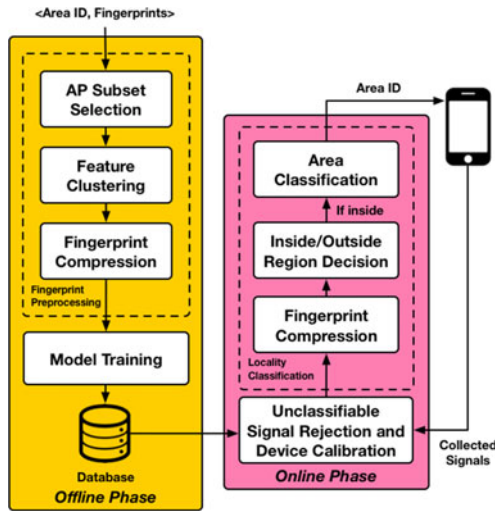 <Area ID, Fingerprints>
AP Subset
Selection
Feature
Clustering
Fingerprint
Compression
Fingerprint
Preprocessing
Model Training
Database
Offline Phase
Area ID
Area
Classification
If inside
Inside/Outside
Region Decision
Fingerprint
Compression
Locality
Classification
Unclassifiable
Signal Rejection and
Device Calibration
Online Phase
Collected
Signals